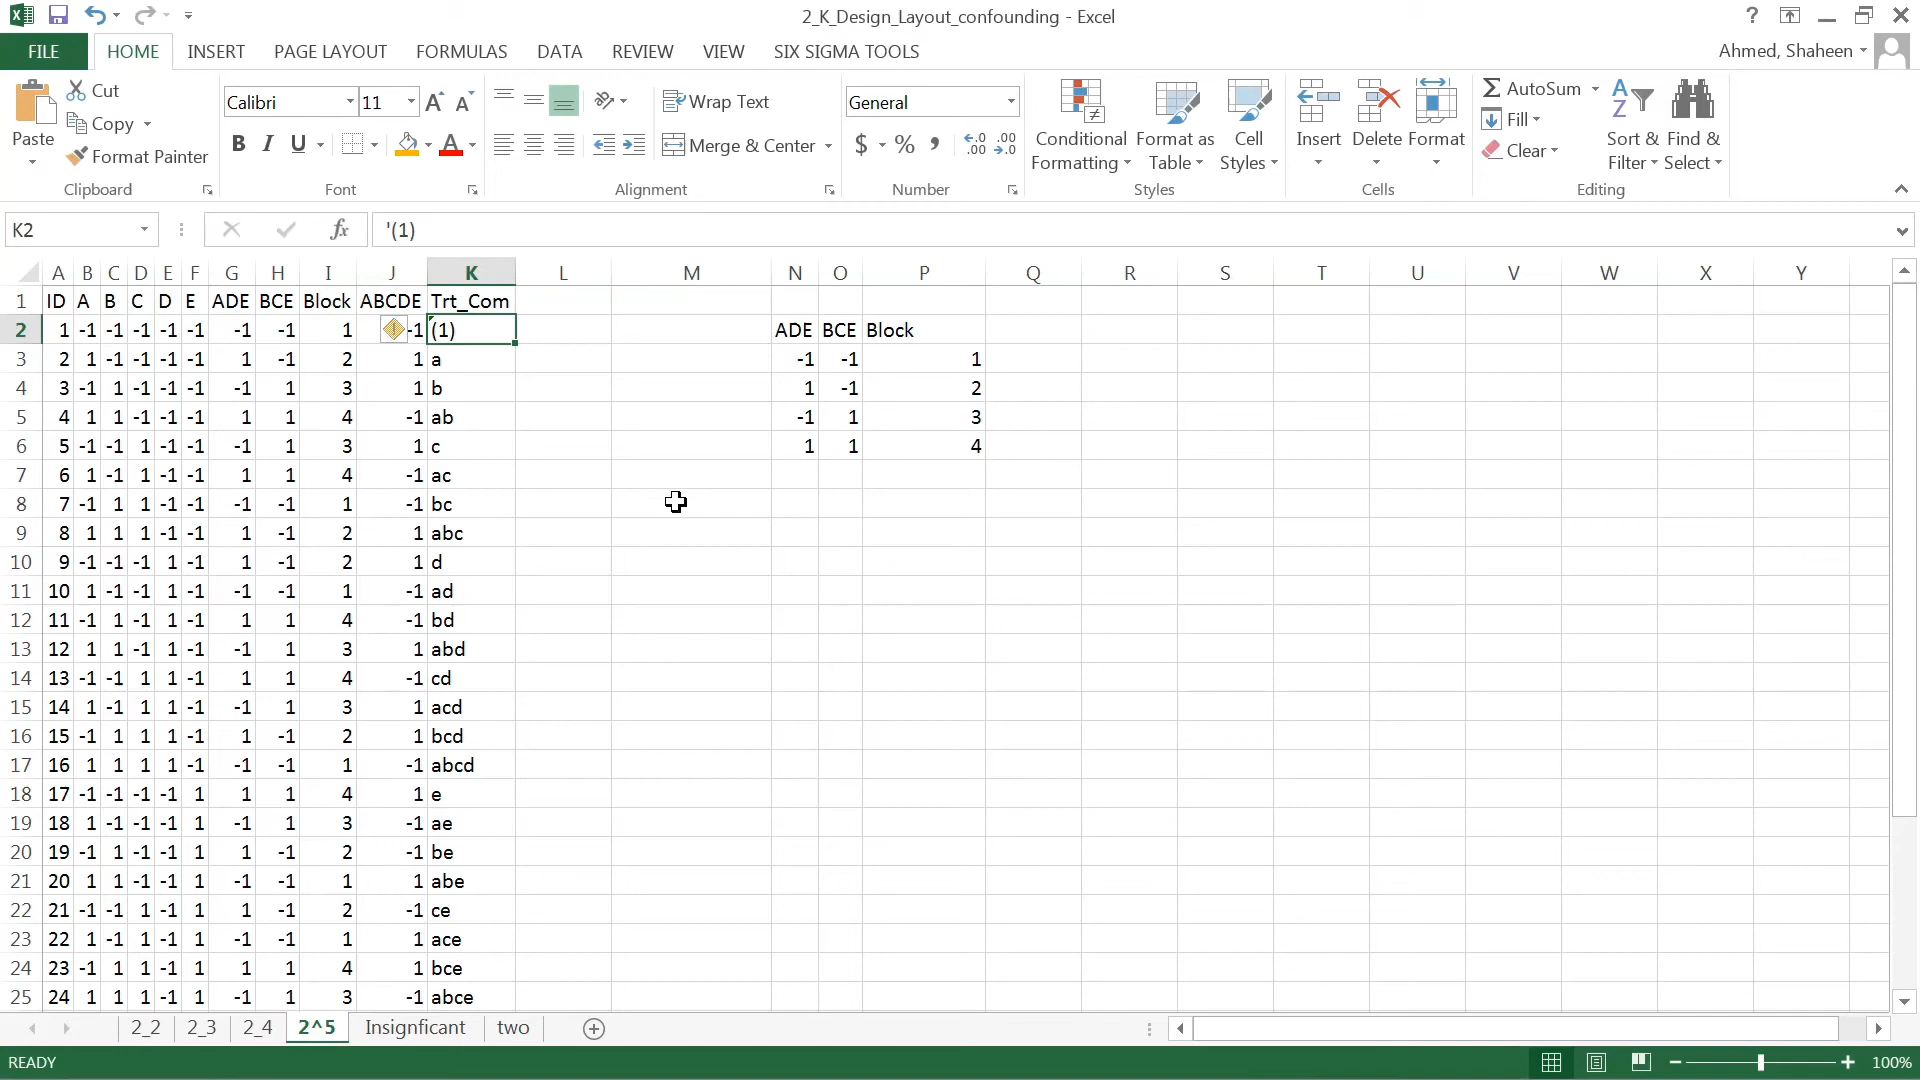 2_K_Design_Layout_confounding - Excel
FILE HOME INSERT PAGE LAYOUT FORMULAS DATA REVIEW VIEW SIX SIGMA TOOLS Ahmed, Shaheen
Paste Cut Copy Format Painter Clipboard
Calibri 11 B I U Font
Wrap Text Merge & Center Alignment
General $ % , Number
Conditional Formatting Format as Table Cell Styles Styles
Insert Delete Format Cells
AutoSum Fill Clear Sort & Filter Find & Select Editing
K2 fx '(1)
A B C D E F G H I J K L M N O P Q R S T U V W X Y
1 ID A B C D E ADE BCE Block ABCDE Trt_Com
2 1 -1 -1 -1 -1 -1 -1 -1 1 -1 (1) ADE BCE Block
3 2 1 -1 -1 -1 -1 1 -1 2 1 a -1 -1 1
4 3 -1 1 -1 -1 -1 -1 1 3 1 b 1 -1 2
5 4 1 1 -1 -1 -1 1 1 4 -1 ab -1 1 3
6 5 -1 -1 1 -1 -1 -1 1 3 1 c 1 1 4
7 6 1 -1 1 -1 -1 1 1 4 -1 ac
8 7 -1 1 1 -1 -1 -1 -1 1 -1 bc
9 8 1 1 1 -1 -1 1 -1 2 1 abc
10 9 -1 -1 -1 1 -1 1 -1 2 1 d
11 10 1 -1 -1 1 -1 -1 -1 1 -1 ad
12 11 -1 1 -1 1 -1 1 1 4 -1 bd
13 12 1 1 -1 1 -1 -1 1 3 1 abd
14 13 -1 -1 1 1 -1 1 1 4 -1 cd
15 14 1 -1 1 1 -1 -1 1 3 1 acd
16 15 -1 1 1 1 -1 1 -1 2 1 bcd
17 16 1 1 1 1 -1 -1 -1 1 -1 abcd
18 17 -1 -1 -1 -1 1 1 1 4 1 e
19 18 1 -1 -1 -1 1 -1 1 3 -1 ae
20 19 -1 1 -1 -1 1 1 -1 2 -1 be
21 20 1 1 -1 -1 1 -1 -1 1 1 abe
22 21 -1 -1 1 -1 1 1 -1 2 -1 ce
23 22 1 -1 1 -1 1 -1 -1 1 1 ace
24 23 -1 1 1 -1 1 1 1 4 1 bce
25 24 1 1 1 -1 1 -1 1 3 -1 abce
2_2 2_3 2_4 2^5 Insignficant two
READY 100%